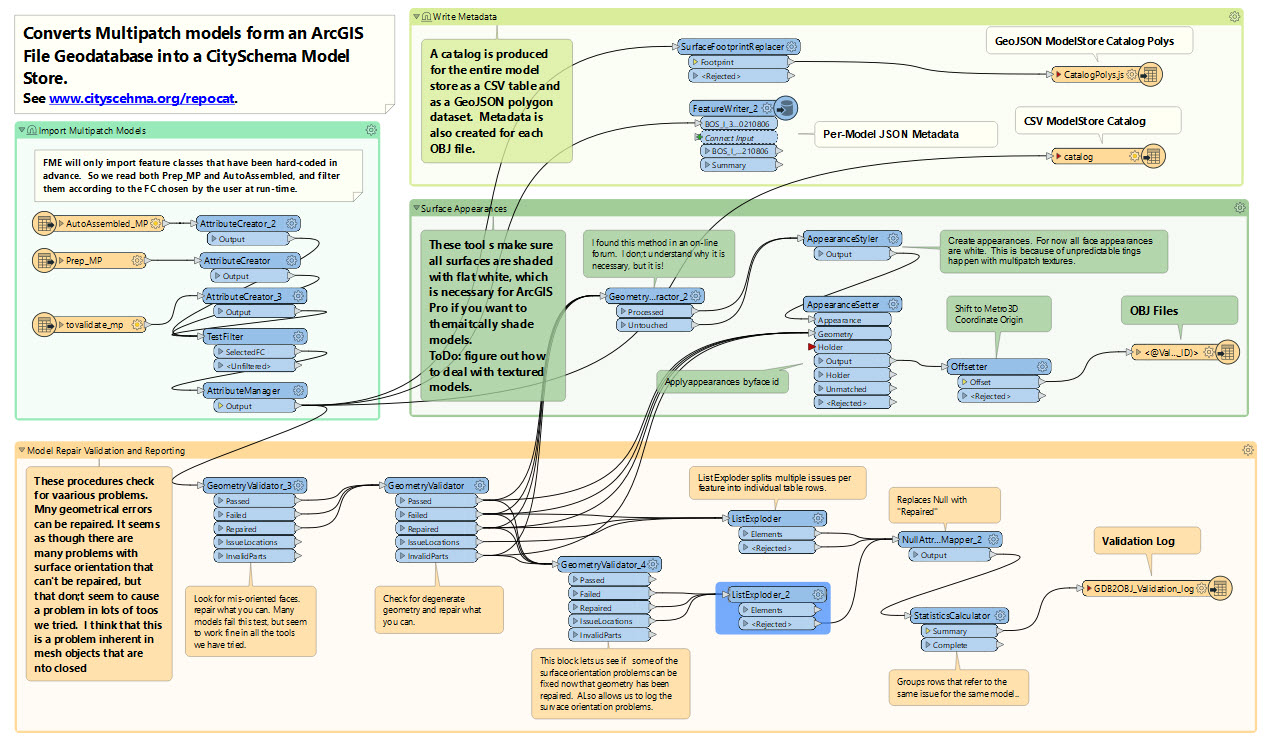 Converts Multipatch models form an ArcGIS
File Geodatabase into a CitySchema Model
Store.
See www.cityscehma.org/repocat.
Write Metadata
A catalog is produced
for the entire model
store as a CSV table and
as a GeoJSON polygon
dataset. Metadata is
also created for each
OBJ file.
SurfaceFootprintReplacer
Footprint
<Rejected>
GeoJSON ModelStore Catalog Polys
CatalogPolys.js
FeatureWriter_2
BOS_I_3...0210806
Connect Input
BOS_I_...210806
Summary
Per-Model JSON Metadata
CSV ModelStore Catalog
catalog
Import Multipatch Models
FME will only import feature classes that have been hard-coded in
advance. So we read both Prep_MP and AutoAssembled, and filter
them according to the FC chosen by the user at run-time.
AutoAssembled_MP
AttributeCreator_2
Output
Prep_MP
AttributeCreator
Output
AttributeCreator_3
Output
tovalidate_mp
TestFilter
SelectedFC
<Unfiltered>
AttributeManager
Output
Surface Appearances
These tool s make sure
all surfaces are shaded
with flat white, which
is necessary for ArcGIS
Pro if you want to
themaitcally shade
models.
ToDo: figure out how
to deal with textured
models.
I found this method in an on-line
forum. I don;t understand why it is
necessary, but it is!
Geometry...ractor_2
Processed
Untouched
AppearanceStyler
Output
Create appearances. For now all face appearances
are white. This is because of unpredictable tings
happen with multipatch textures.
AppearanceSetter
Appearance
Geometry
Holder
Output
Holder
Unmatched
<Rejected>
Apply appearances by face id
Shift to Metro3D
Coordinate Origin
Offsetter
Offset
<Rejected>
OBJ Files
<@Val..._ID)>
Model Repair Validation and Reporting
These procedures check
for vaarious problems.
Mny geometrical errors
can be repaired. It seems
as though there are
many problems with
surface orientation that
can't be repaired, but
that don;t seem to cause
a problem in lots of toos
we tried. I think that this
is a problem inherent in
mesh objects that are
nto closed
GeometryValidator_3
Passed
Failed
Repaired
IssueLocations
InvalidParts
Look for mis-oriented faces.
repair what you can. Many
models fail this test, but seem
to work fine in all the tools
we have tried.
GeometryValidator
Passed
Failed
Repaired
IssueLocations
InvalidParts
Check for degenerate
geometry and repair what
you can.
GeometryValidator_4
Passed
Failed
Repaired
IssueLocations
InvalidParts
This block lets us see if some of the
surface orientation problems can be
fixed now that geometry has been
repaired. ALso allows us to log the
survace orientation problems.
List Exploder splits multiple issues per
feature into individual table rows.
ListExploder
Elements
<Rejected>
ListExploder_2
Elements
<Rejected>
Replaces Null with
"Repaired"
NullAttr...Mapper_2
Output
StatisticsCalculator
Summary
Complete
Groups rows that refer to the
same issue for the same model..
Validation Log
GDB2OBJ_Validation_log